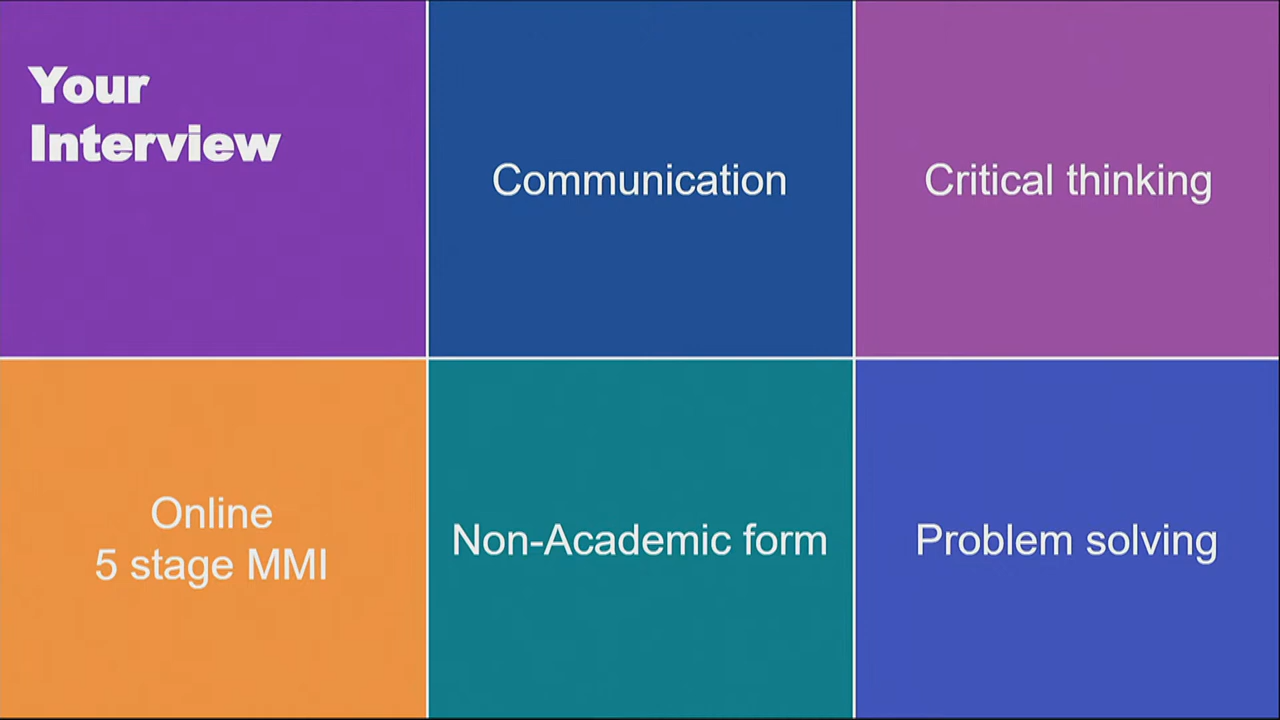 Your
Interview
Communication
Critical thinking
Online
5 stage MMI
Non-Academic form
Problem solving